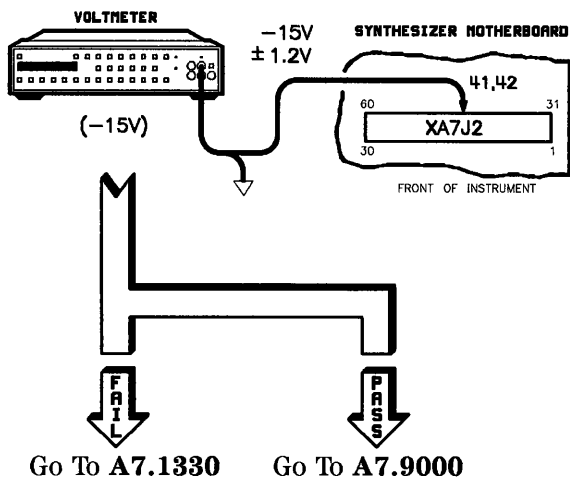 VOLTMETER
−15V
± 1.2V
SYNTHESIZER MOTHERBOARD
41,42
60
31
(−15V)
XA7J2
30
1
FRONT OF INSTRUMENT
FAIL
PASS
Go To A7.1330
Go To A7.9000